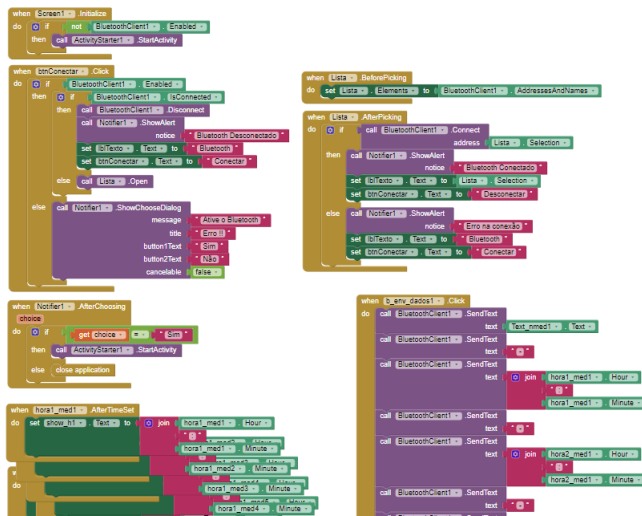 when Screen1 .Initialize
do if not BluetoothClient1 . Enabled
then call ActivityStarter1 .StartActivity
when btnConectar .Click
do if BluetoothClient1 . Enabled
then if BluetoothClient1 . IsConnected
then call BluetoothClient1 .Disconnect
call Notifier1 .ShowAlert
notice " Bluetooth Desconectado "
set lblTexto . Text to " Bluetooth "
set btnConectar . Text to " Conectar "
else call Lista .Open
else call Notifier1 .ShowChooseDialog
message " Ative o Bluetooth "
title " Erro !! "
button1Text " Sim "
button2Text " Não "
cancelable false
when Lista .BeforePicking
do set Lista . Elements to BluetoothClient1 . AddressesAndNames
when Lista .AfterPicking
do if call BluetoothClient1 .Connect
address Lista . Selection
then call Notifier1 .ShowAlert
notice " Bluetooth Conectado "
set lblTexto . Text to Lista . Selection
set btnConectar . Text to " Desconectar "
else call Notifier1 .ShowAlert
notice " Erro na conexão "
set lblTexto . Text to " Bluetooth "
set btnConectar . Text to " Conectar "
when Notifier1 .AfterChoosing
choice
do if get choice = " Sim "
then call ActivityStarter1 .StartActivity
else close application
when hora1_med1 .AfterTimeSet
do set show_h1 . Text to join hora1_med1 . Hour
" : "
hora1_med1 . Minute
hora1_med2 . Minute
do
hora1_med3 . Minute
hora1_med4 . Minute
when b_env_dados1 .Click
do call BluetoothClient1 .SendText
text Text_nmed1 . Text
call BluetoothClient1 .SendText
text
call BluetoothClient1 .SendText
text join hora1_med1 . Hour
" : "
hora1_med1 . Minute
call BluetoothClient1 .SendText
text
call BluetoothClient1 .SendText
text join hora2_med1 . Hour
" : "
hora2_med1 . Minute
call BluetoothClient1 .SendText
text